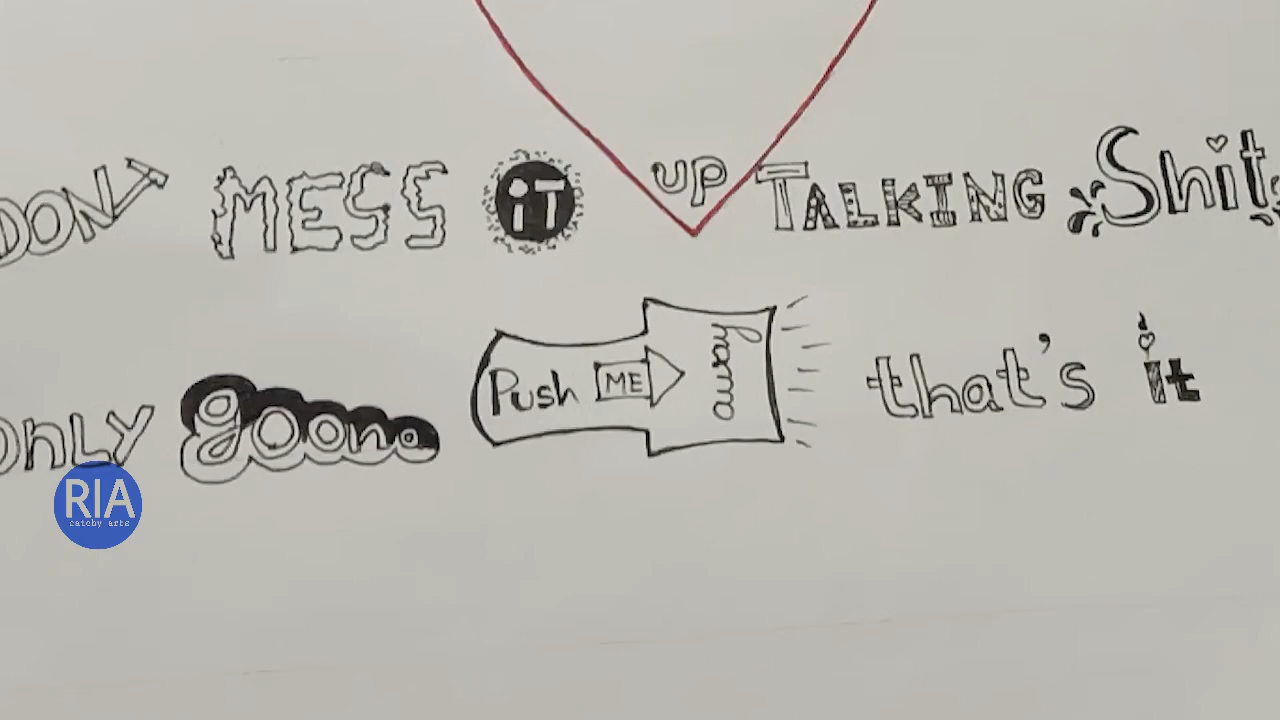 DON'T MESS iT UP TALKING Shit
ONLY goona Push ME away that's it
RIA
catchy arts